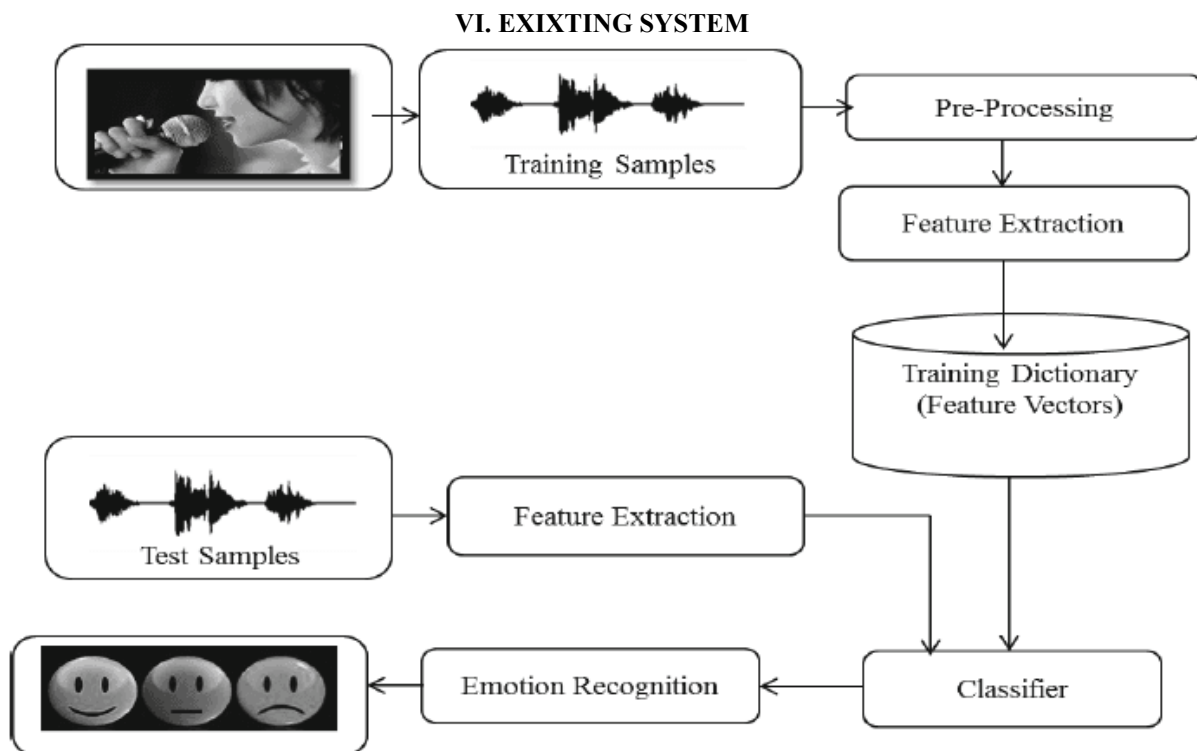 VI. EXIXTING SYSTEM
Training Samples
Pre-Processing
Feature Extraction
Training Dictionary
(Feature Vectors)
Test Samples
Feature Extraction
Emotion Recognition
Classifier